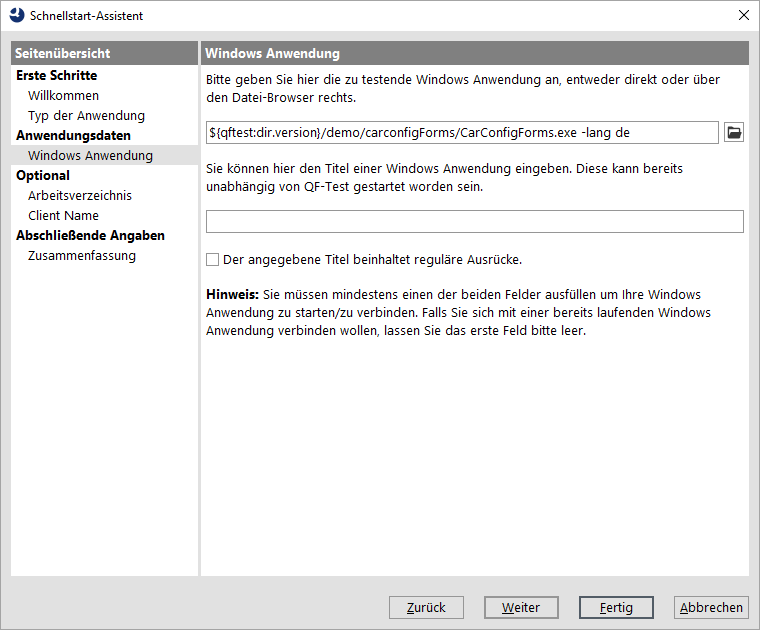 Schnellstart-Assistent
Seitenübersicht
Erste Schritte
Willkommen
Typ der Anwendung
Anwendungsdaten
Windows Anwendung
Optional
Arbeitsverzeichnis
Client Name
Abschließende Angaben
Zusammenfassung
Windows Anwendung
Bitte geben Sie hier die zu testende Windows Anwendung an, entweder direkt oder über
den Datei-Browser rechts.
${qftest:dir.version}/demo/carconfigForms/CarConfigForms.exe -lang de
Sie können hier den Titel einer Windows Anwendung eingeben. Diese kann bereits
unabhängig von QF-Test gestartet worden sein.
Der angegebene Titel beinhaltet reguläre Ausrücke.
Hinweis: Sie müssen mindestens einen der beiden Felder ausfüllen um Ihre Windows
Anwendung zu starten/zu verbinden. Falls Sie sich mit einer bereits laufenden Windows
Anwendung verbinden wollen, lassen Sie das erste Feld bitte leer.
Zurück
Weiter
Fertig
Abbrechen